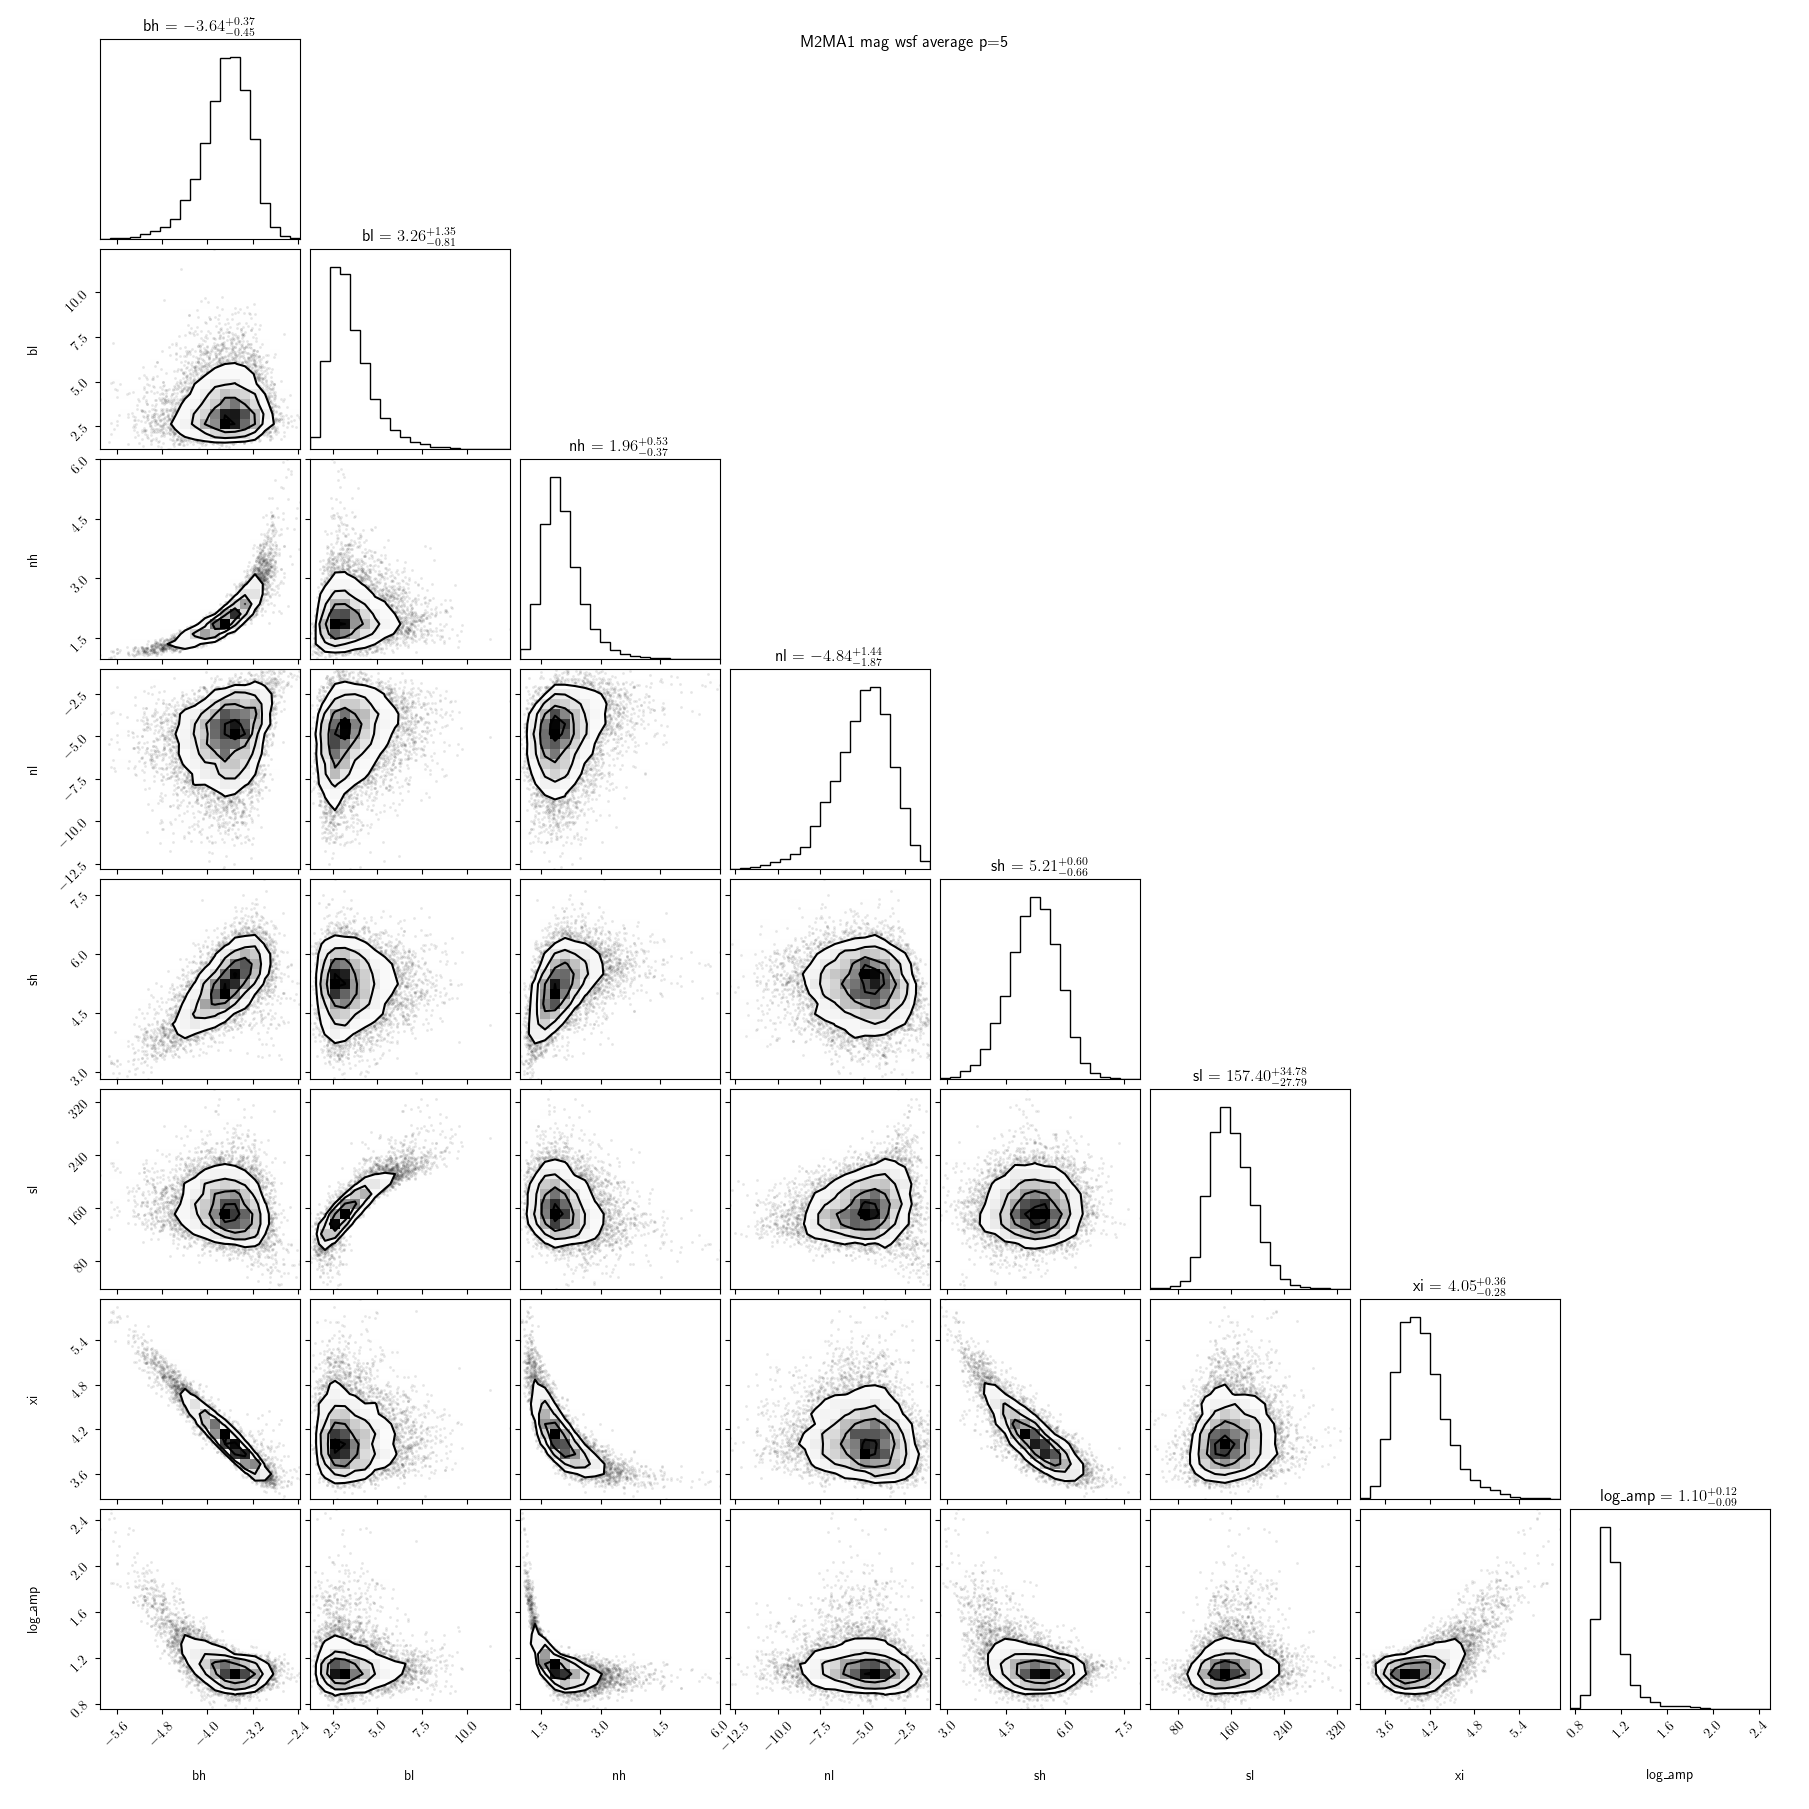 M2MA1 mag wsf average p=5
bh = −3.64+0.37−0.45
bl = 3.26+1.35−0.81
bl
10.0
7.5
5.0
2.5
nh = 1.96+0.53−0.37
nh
6.0
4.5
3.0
1.5
nl = −4.84+1.44−1.87
nl
−2.5
−5.0
−7.5
−10.0
−12.5
sh = 5.21+0.60−0.66
sh
7.5
6.0
4.5
3.0
sl = 157.40+34.78−27.79
sl
320
240
160
80
xi = 4.05+0.36−0.28
xi
5.4
4.8
4.2
3.6
log_amp = 1.10+0.12−0.09
log_amp
2.4
2.0
1.6
1.2
0.8
−5.6 −4.8 −4.0 −3.2 −2.4 2.5 5.0 7.5 10.0 1.5 3.0 4.5 6.0 −12.5 −10.0 −7.5 −5.0 −2.5 3.0 4.5 6.0 7.5 80 160 240 320 3.6 4.2 4.8 5.4 0.8 1.2 1.6 2.0 2.4
bh bl nh nl sh sl xi log_amp